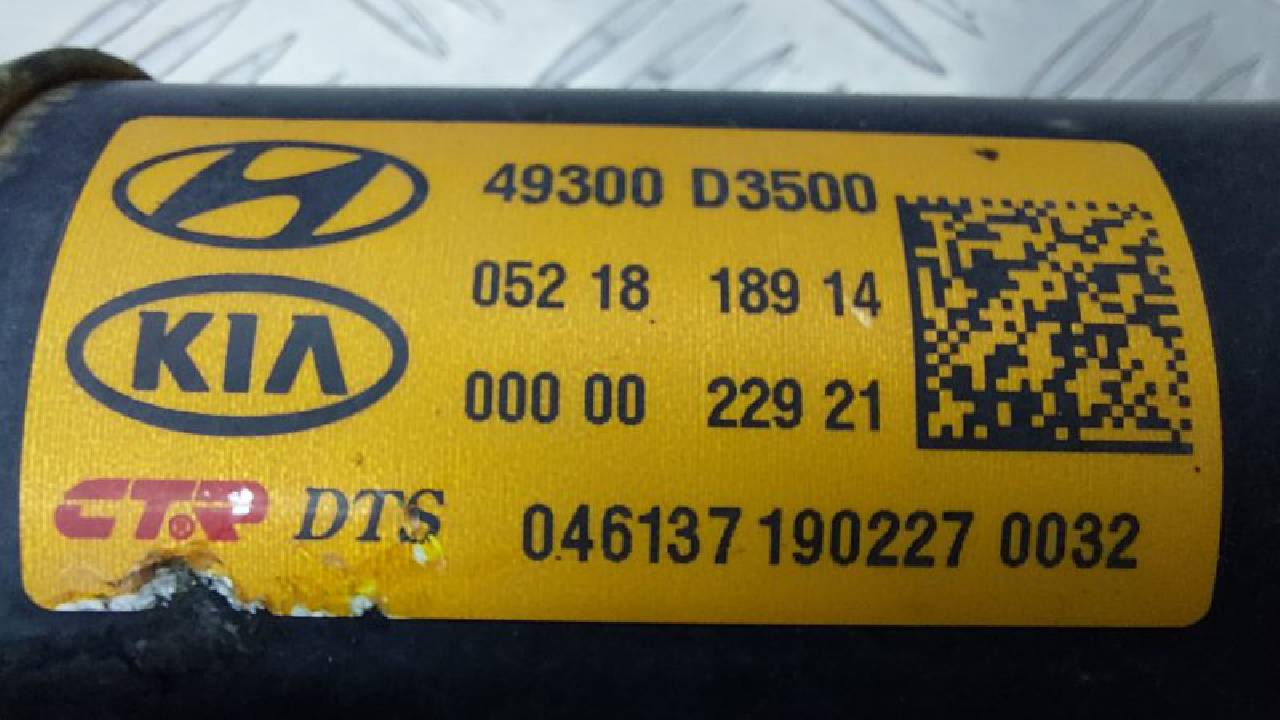 49300 D3500
052 18 189 14
KIA
000 00 229 21
CTR® DTS 046137 190227 0032